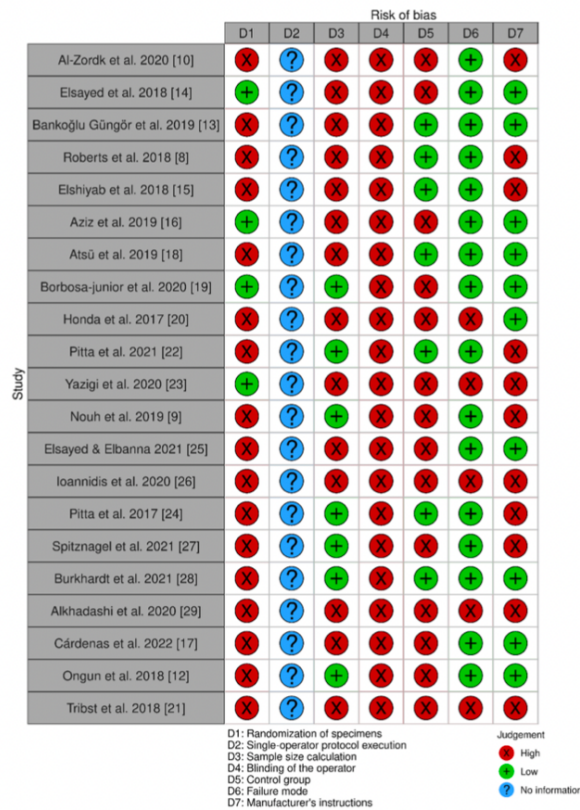 Risk of bias
D1 D2 D3 D4 D5 D6 D7
Study
Al-Zordk et al. 2020 [10] X ? X X X + X
Elsayed et al. 2018 [14] + ? X X X + +
Bankoğlu Güngör et al. 2019 [13] X ? X X + + +
Roberts et al. 2018 [8] X ? X X + + X
Elshiyab et al. 2018 [15] X ? X X + + X
Aziz et al. 2019 [16] + ? X X X + +
Atsü et al. 2019 [18] X ? X X + + +
Borbosa-junior et al. 2020 [19] + ? + X X + +
Honda et al. 2017 [20] X ? X X X X +
Pitta et al. 2021 [22] X ? + X + + X
Yazigi et al. 2020 [23] + ? X X X X X
Nouh et al. 2019 [9] X ? + X X + X
Elsayed & Elbanna 2021 [25] X ? X X X + +
Ioannidis et al. 2020 [26] X ? X X X X X
Pitta et al. 2017 [24] X ? + X + + X
Spitznagel et al. 2021 [27] X ? + X X + X
Burkhardt et al. 2021 [28] X ? + X + + +
Alkhadashi et al. 2020 [29] X ? X X X X X
Cárdenas et al. 2022 [17] X ? X X X + +
Ongun et al. 2018 [12] X ? + X X + +
Tribst et al. 2018 [21] X ? X X X X X
D1: Randomization of specimens
D2: Single-operator protocol execution
D3: Sample size calculation
D4: Blinding of the operator
D5: Control group
D6: Failure mode
D7: Manufacturer's instructions
Judgement
X High
+ Low
? No information